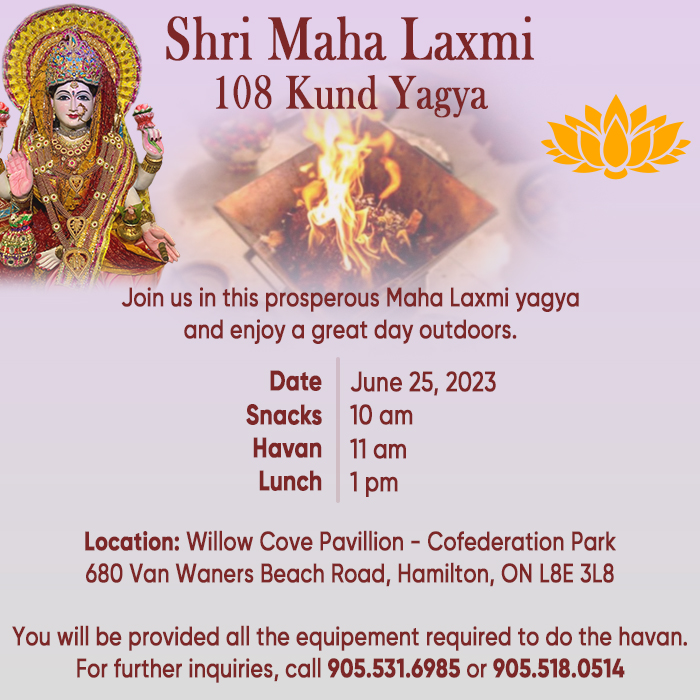 Shri Maha Laxmi
108 Kund Yagya
Join us in this prosperous Maha Laxmi yagya
and enjoy a great day outdoors.
Date June 25, 2023
Snacks 10 am
Havan 11 am
Lunch 1 pm
Location: Willow Cove Pavillion - Cofederation Park
680 Van Waners Beach Road, Hamilton, ON L8E 3L8
You will be provided all the equipement required to do the havan.
For further inquiries, call 905.531.6985 or 905.518.0514